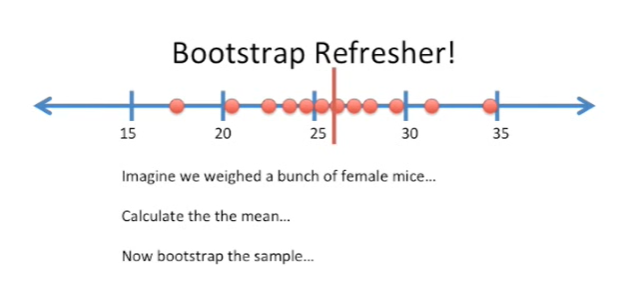 Bootstrap Refresher!
15 20 25 30 35
Imagine we weighed a bunch of female mice...
Calculate the the mean...
Now bootstrap the sample...